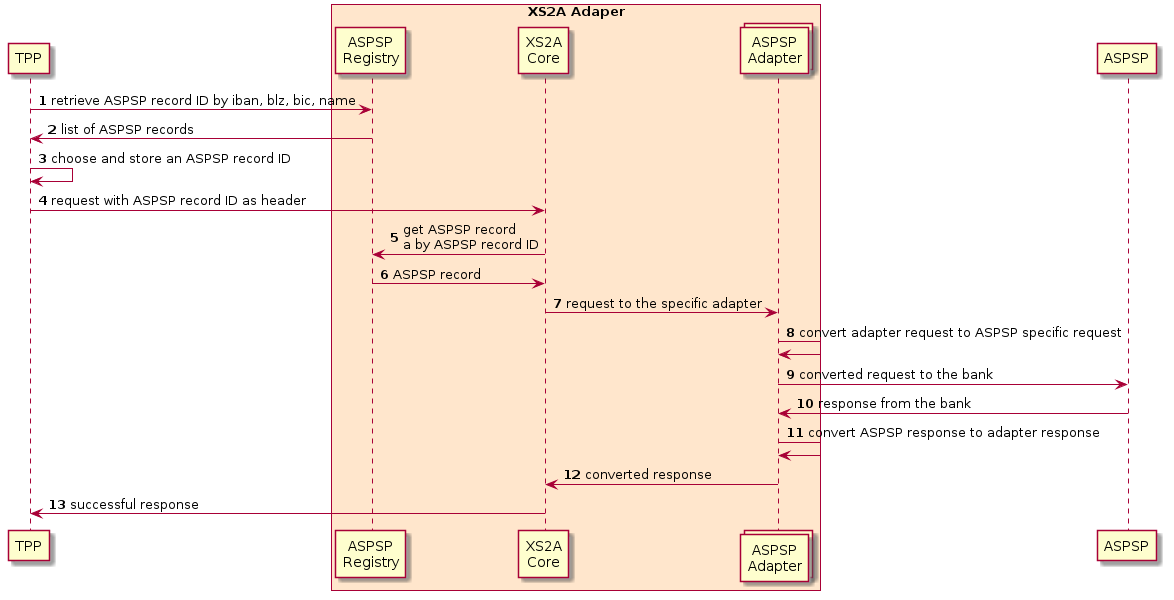 XS2A Adaper
TPP
ASPSP
Registry
XS2A
Core
ASPSP
Adapter
ASPSP
1 retrieve ASPSP record ID by iban, blz, bic, name
2 list of ASPSP records
3 choose and store an ASPSP record ID
4 request with ASPSP record ID as header
5 get ASPSP record
a by ASPSP record ID
6 ASPSP record
7 request to the specific adapter
8 convert adapter request to ASPSP specific request
9 converted request to the bank
10 response from the bank
11 convert ASPSP response to adapter response
12 converted response
13 successful response
TPP
ASPSP
Registry
XS2A
Core
ASPSP
Adapter
ASPSP